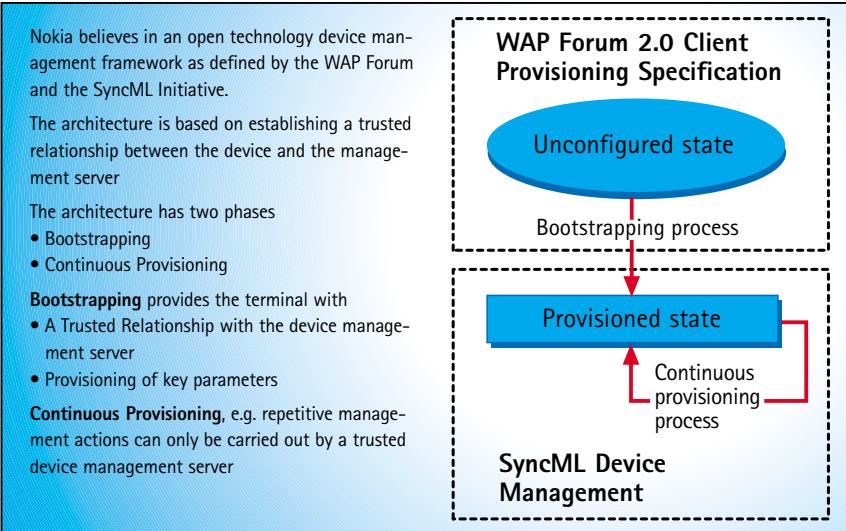 Nokia believes in an open technology device man-
agement framework as defined by the WAP Forum
and the SyncML Initiative.
The architecture is based on establishing a trusted
relationship between the device and the manage-
ment server
The architecture has two phases
• Bootstrapping
• Continuous Provisioning
Bootstrapping provides the terminal with
• A Trusted Relationship with the device manage-
ment server
• Provisioning of key parameters
Continuous Provisioning, e.g. repetitive manage-
ment actions can only be carried out by a trusted
device management server
WAP Forum 2.0 Client
Provisioning Specification
Unconfigured state
Bootstrapping process
Provisioned state
Continuous
provisioning
process
SyncML Device
Management